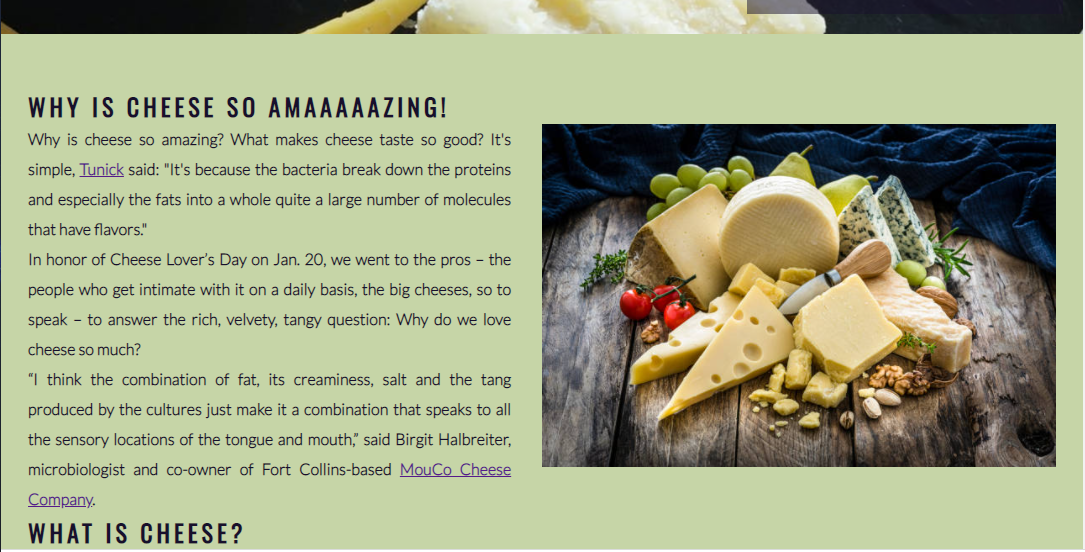 WHY IS CHEESE SO AMAAAAAZING!
Why is cheese so amazing? What makes cheese taste so good? It's
simple, Tunick said: "It's because the bacteria break down the proteins
and especially the fats into a whole quite a large number of molecules
that have flavors."
In honor of Cheese Lover’s Day on Jan. 20, we went to the pros – the
people who get intimate with it on a daily basis, the big cheeses, so to
speak – to answer the rich, velvety, tangy question: Why do we love
cheese so much?
“I think the combination of fat, its creaminess, salt and the tang
produced by the cultures just make it a combination that speaks to all
the sensory locations of the tongue and mouth,” said Birgit Halbreiter,
microbiologist and co-owner of Fort Collins-based MouCo Cheese
Company.
WHAT IS CHEESE?